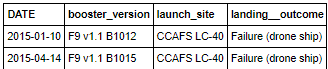 DATE booster_version launch_site landing__outcome
2015-01-10 F9 v1.1 B1012 CCAFS LC-40 Failure (drone ship)
2015-04-14 F9 v1.1 B1015 CCAFS LC-40 Failure (drone ship)